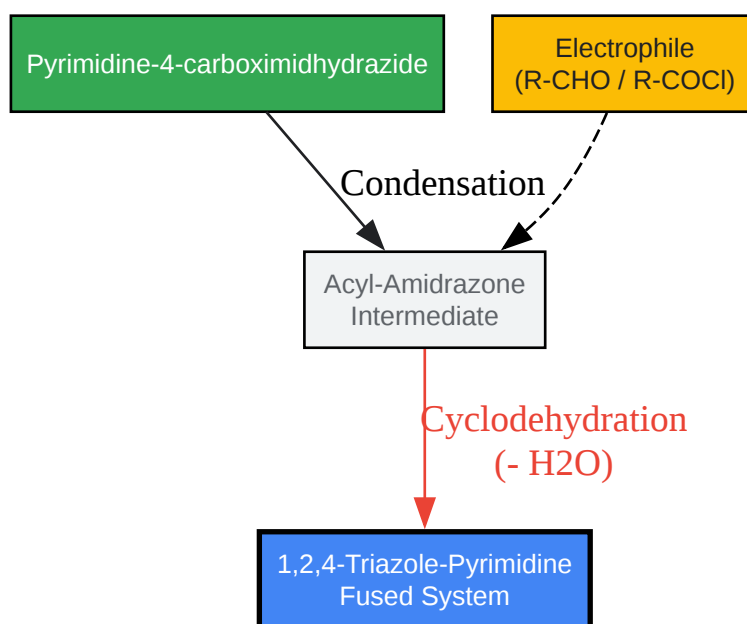 Pyrimidine-4-carboximidhydrazide
Electrophile
(R-CHO / R-COCl)
Condensation
Acyl-Amidrazone
Intermediate
Cyclodehydration
(- H2O)
1,2,4-Triazole-Pyrimidine
Fused System